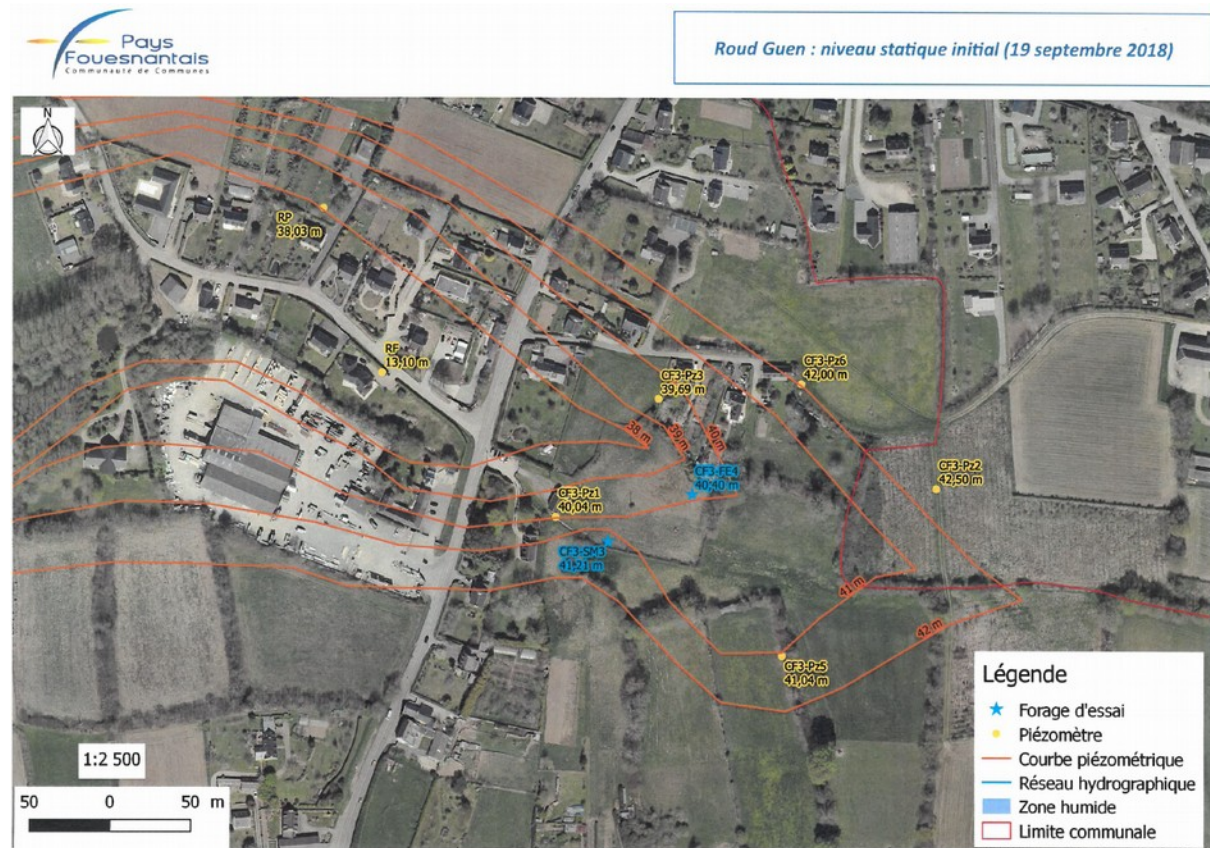 Pays
Fouesnantais
Communauté de Communes
Roud Guen : niveau statique initial (19 septembre 2018)
N
RP
38,03 m
RF
13,10 m
CF3-Pz3
39,69 m
CF3-Pz6
42,00 m
38 m
39 m
40 m
CF3-FE4
40,40 m
CF3-Pz2
42,50 m
CF3-Pz1
40,04 m
CF3-SM3
41,21 m
41 m
42 m
CF3-Pz5
41,04 m
Légende
Forage d'essai
Piézomètre
Courbe piézométrique
Réseau hydrographique
Zone humide
Limite communale
1:2 500
50 0 50 m